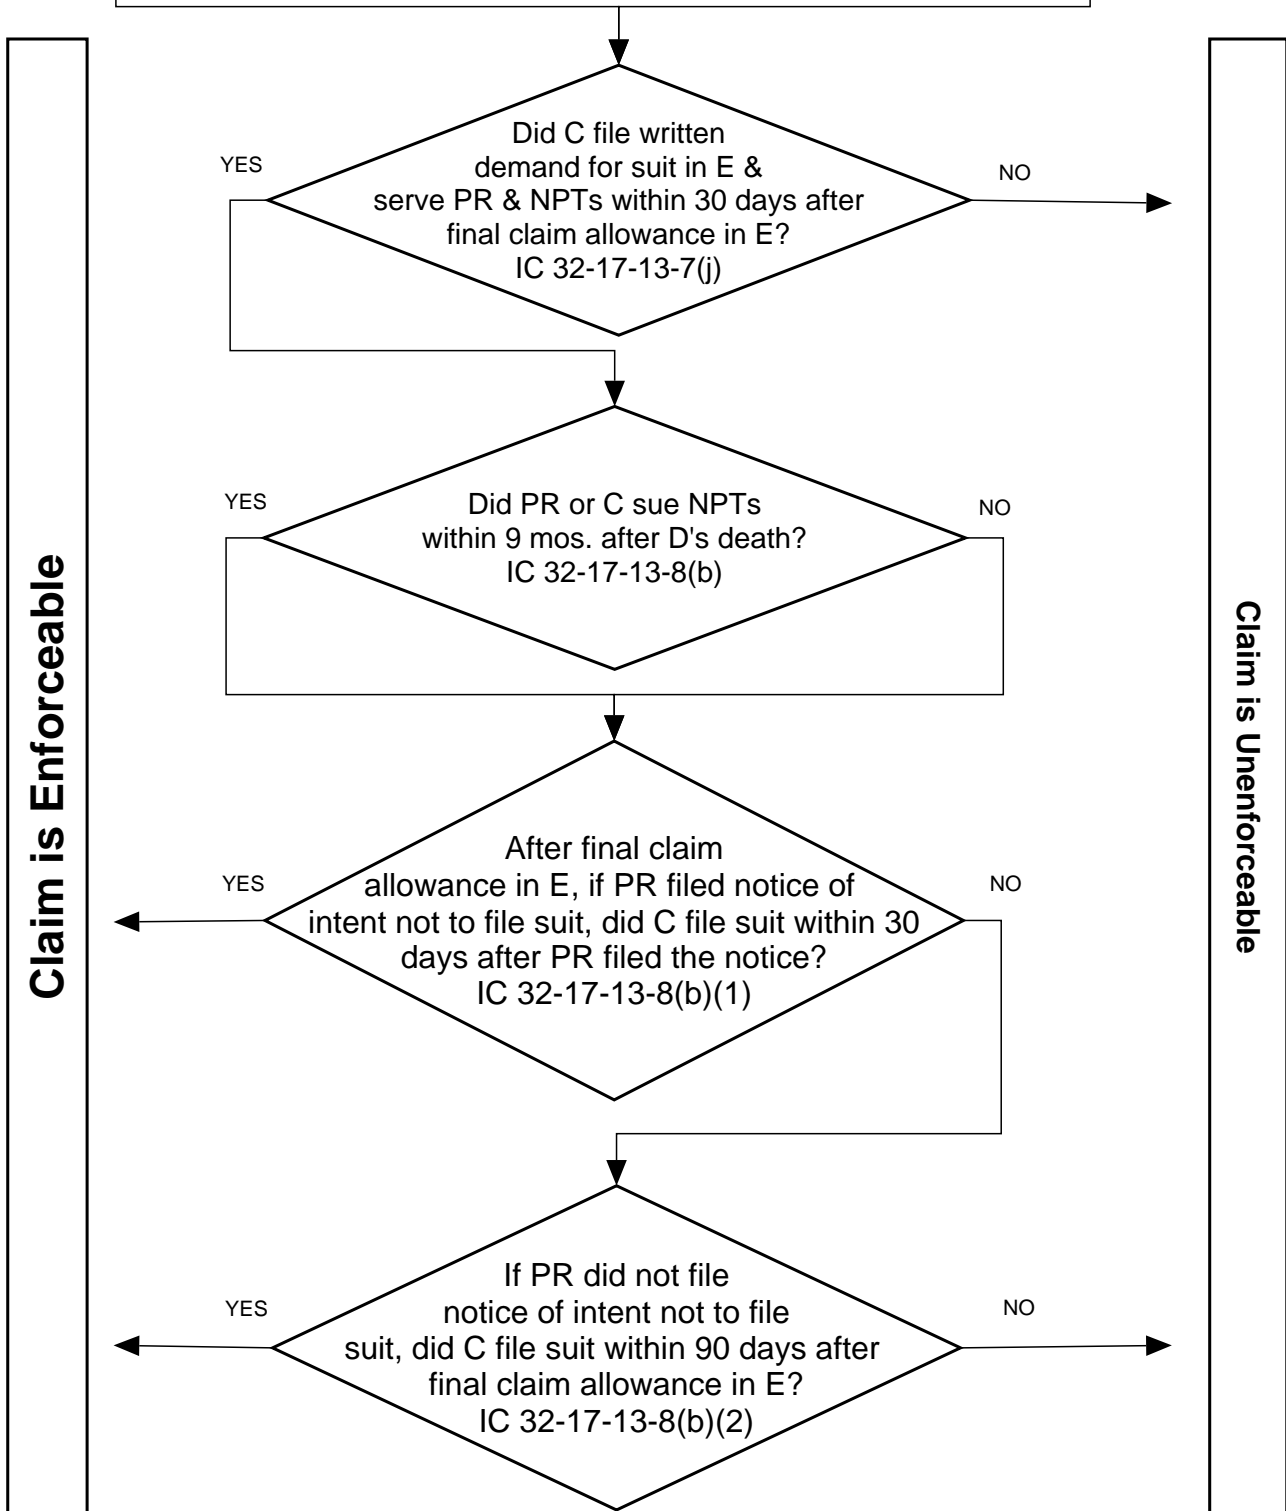 Did C file written
demand for suit in E &
serve PR & NPTs within 30 days after
final claim allowance in E?
IC 32-17-13-7(j)
YES
NO
Did PR or C sue NPTs
within 9 mos. after D's death?
IC 32-17-13-8(b)
YES
NO
Claim is Enforceable
Claim is Unenforceable
After final claim
allowance in E, if PR filed notice of
intent not to file suit, did C file suit within 30
days after PR filed the notice?
IC 32-17-13-8(b)(1)
YES
NO
If PR did not file
notice of intent not to file
suit, did C file suit within 90 days after
final claim allowance in E?
IC 32-17-13-8(b)(2)
YES
NO